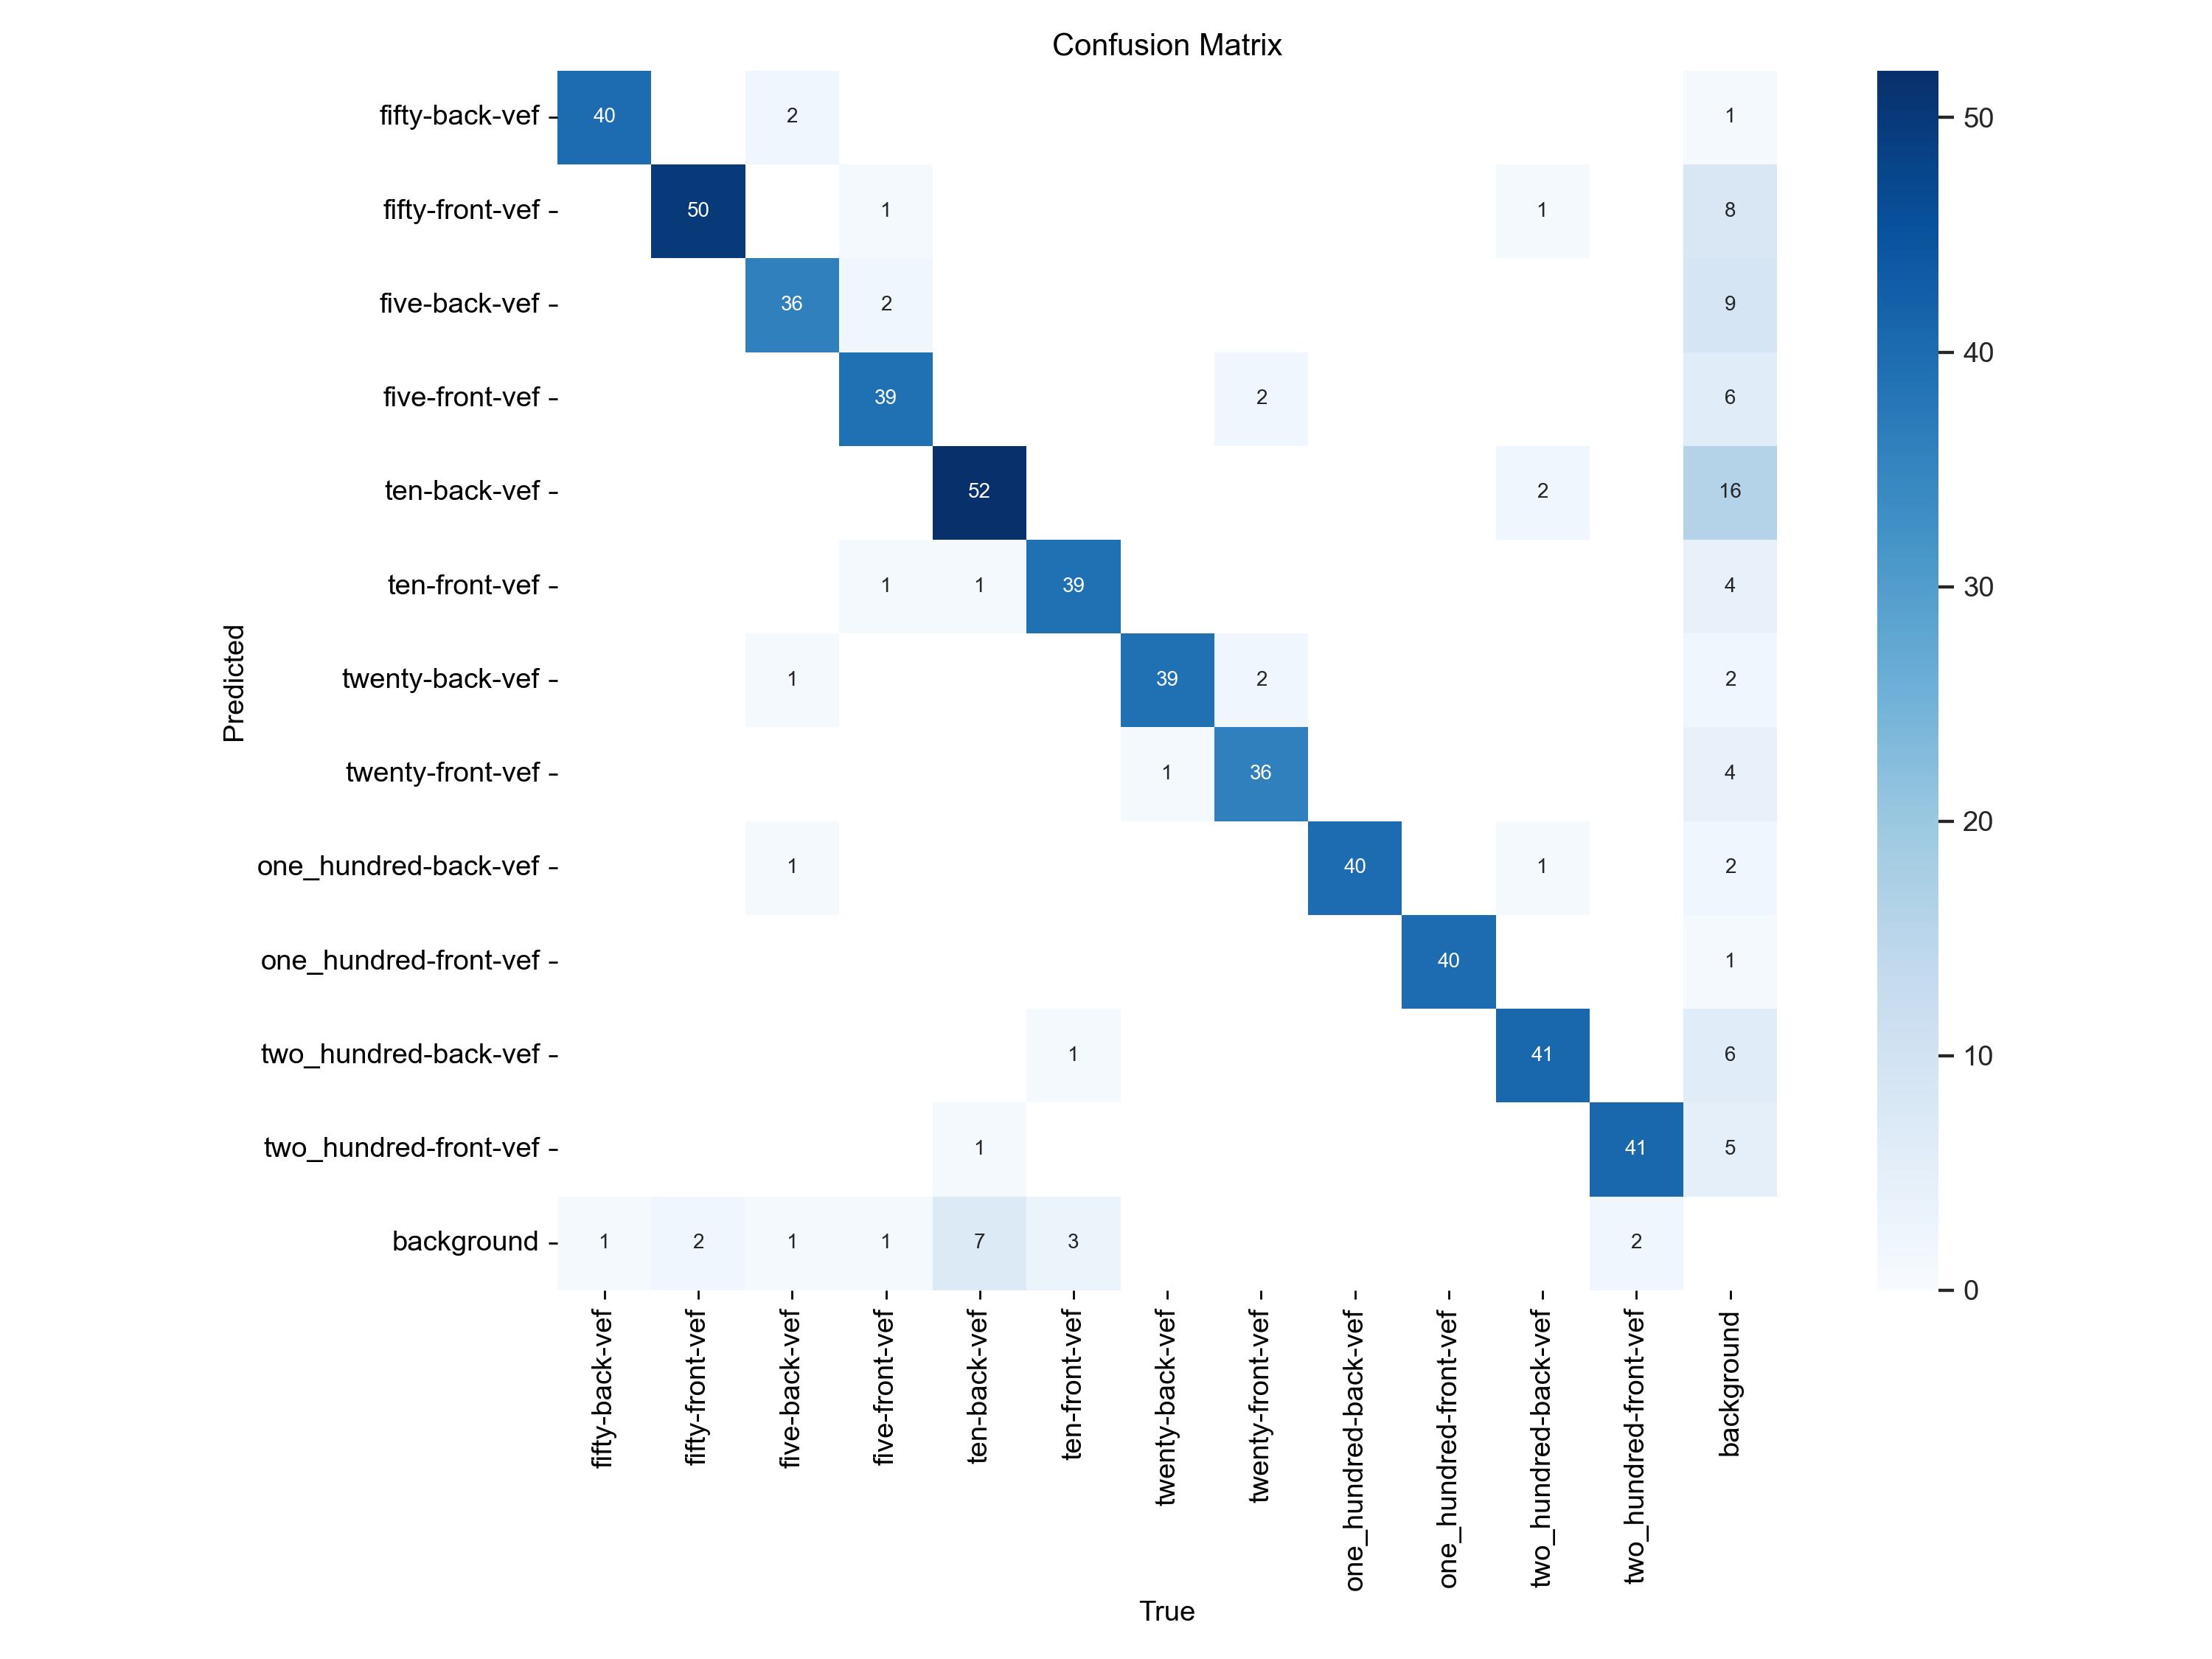 Confusion Matrix
fifty-back-vef 40 2 1 50
fifty-front-vef 50 1 1 8
five-back-vef 36 2 9
five-front-vef 39 2 6 40
ten-back-vef 52 2 16
ten-front-vef 1 1 39 4 30
Predicted
twenty-back-vef 1 39 2 2
twenty-front-vef 1 36 4
one_hundred-back-vef 1 40 1 2 20
one_hundred-front-vef 40 1
two_hundred-back-vef 1 41 6 10
two_hundred-front-vef 1 41 5
background 1 2 1 1 7 3 2
0
fifty-back-vef
fifty-front-vef
five-back-vef
five-front-vef
ten-back-vef
ten-front-vef
twenty-back-vef
twenty-front-vef
one_hundred-back-vef
one_hundred-front-vef
two_hundred-back-vef
two_hundred-front-vef
background
True